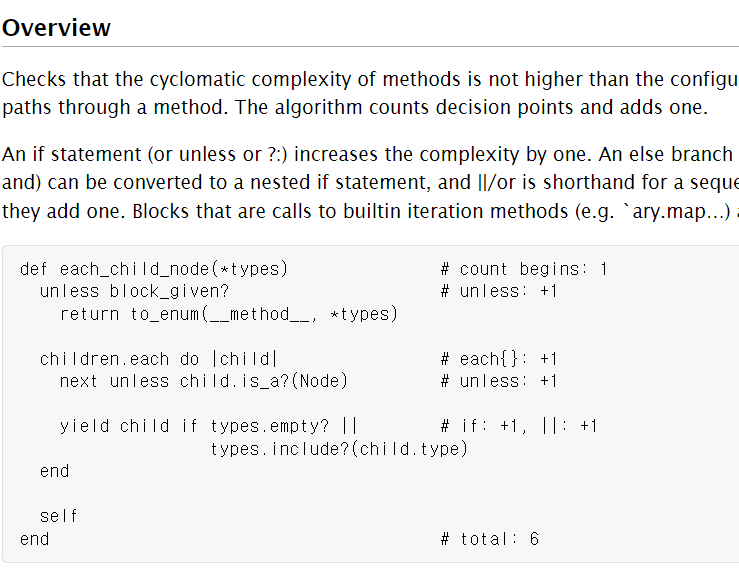 Overview
Checks that the cyclomatic complexity of methods is not higher than the configu
paths through a method. The algorithm counts decision points and adds one.
An if statement (or unless or ?:) increases the complexity by one. An else branch
and) can be converted to a nested if statement, and ||/or is shorthand for a seque
they add one. Blocks that are calls to builtin iteration methods (e.g. `ary.map...)
def each_child_node(*types) # count begins: 1
unless block_given? # unless: +1
return to_enum(__method__, *types)
children.each do |child| # each{}: +1
next unless child.is_a?(Node) # unless: +1
yield child if types.empty? || # if: +1, ||: +1
types.include?(child.type)
end
self
end # total: 6